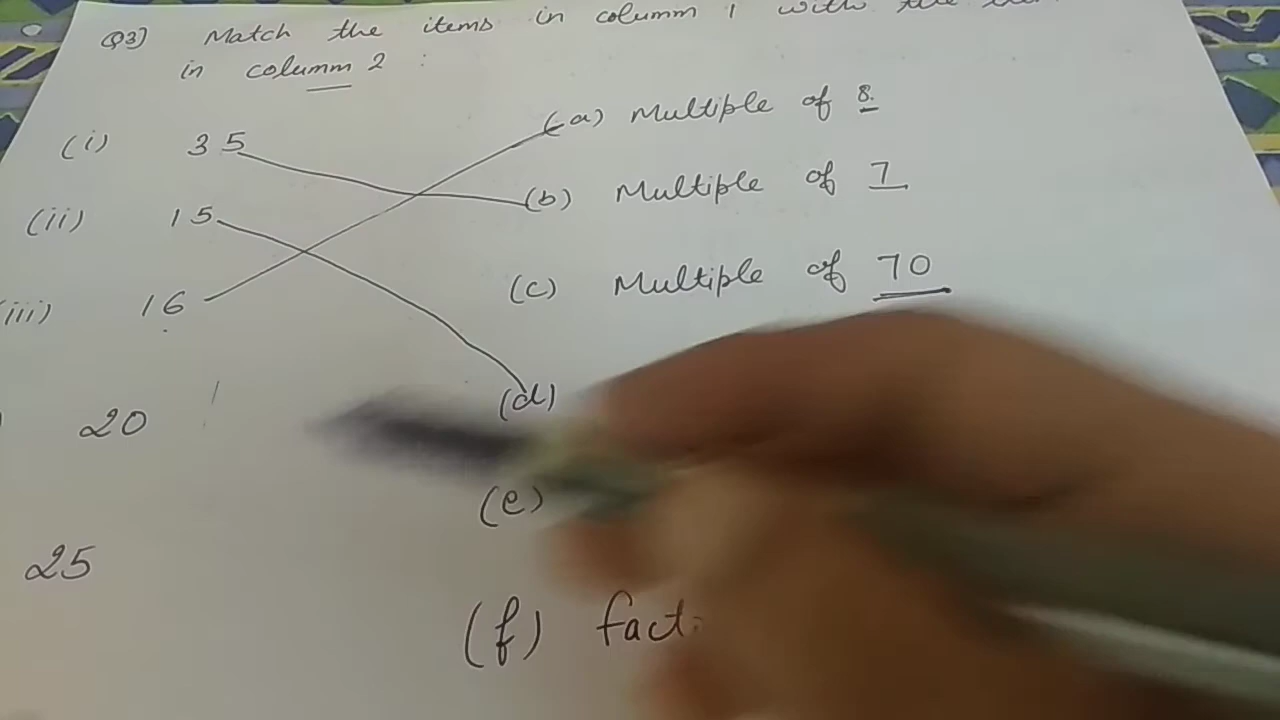 Q3) Match the items in column 1 with the
in column 2 :
(i) 35 (a) Multiple of 8.
(ii) 15 (b) Multiple of 7
(iii) 16 (c) Multiple of 70
20 (d)
(e)
25
(f) fact